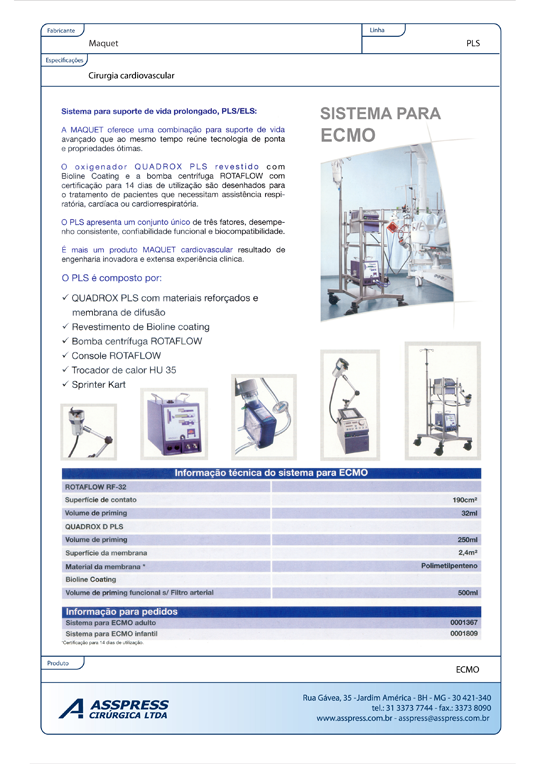 Fabricante
Maquet
Linha
PLS
Especificações
Cirurgia cardiovascular
Sistema para suporte de vida prolongado, PLS/ELS:
A MAQUET oferece uma combinação para suporte de vida
avançado que ao mesmo tempo reúne tecnologia de ponta
e propriedades ótimas.
O oxigenador QUADROX PLS revestido com
Bioline Coating e a bomba centrífuga ROTAFLOW com
certificação para 14 dias de utilização são desenhados para
o tratamento de pacientes que necessitam assistência respi-
ratória, cardíaca ou cardiorrespiratória.
O PLS apresenta um conjunto único de três fatores, desempe-
nho consistente, confiabilidade funcional e biocompatibilidade.
É mais um produto MAQUET cardiovascular resultado de
engenharia inovadora e extensa experiência clínica.
O PLS é composto por:
✓ QUADROX PLS com materiais reforçados e
membrana de difusão
✓ Revestimento de Bioline coating
✓ Bomba centrífuga ROTAFLOW
✓ Console ROTAFLOW
✓ Trocador de calor HU 35
✓ Sprinter Kart
SISTEMA PARA
ECMO
Informação técnica do sistema para ECMO
ROTAFLOW RF-32
Superfície de contato 190cm²
Volume de priming 32ml
QUADROX D PLS
Volume de priming 250ml
Superfície da membrana 2,4m²
Material da membrana * Polimetilpenteno
Bioline Coating
Volume de priming funcional s/ Filtro arterial 500ml
Informação para pedidos
Sistema para ECMO adulto 0001367
Sistema para ECMO infantil 0001809
*Certificação para 14 dias de utilização.
Produto
ECMO
ASSPRESS
CIRÚRGICA LTDA
Rua Gávea, 35 -Jardim América - BH - MG - 30 421-340
tel.: 31 3373 7744 - fax.: 3373 8090
www.asspress.com.br - asspress@asspress.com.br